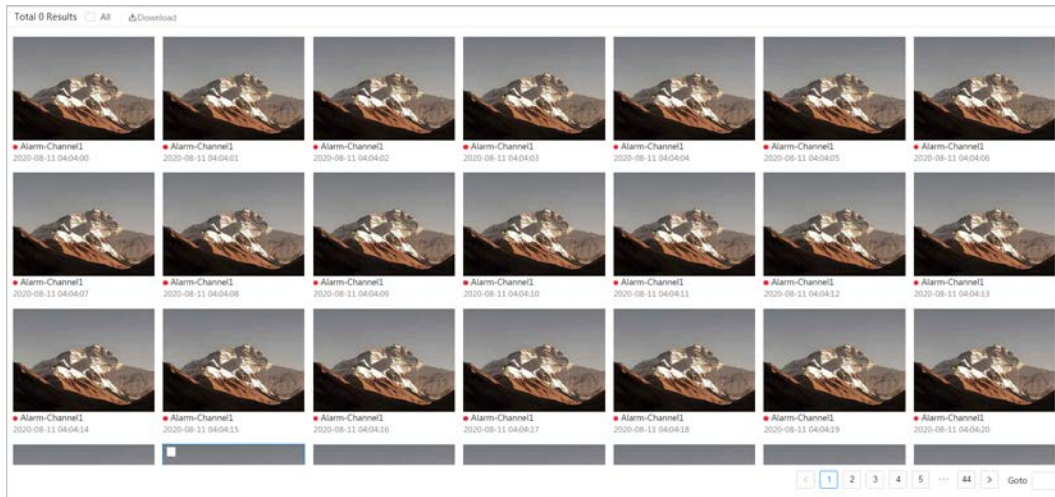 Total 0 Results All Download
Alarm-Channel1 Alarm-Channel1 Alarm-Channel1 Alarm-Channel1 Alarm-Channel1 Alarm-Channel1 Alarm-Channel1
2020-08-11 04:04:00 2020-08-11 04:04:01 2020-08-11 04:04:02 2020-08-11 04:04:03 2020-08-11 04:04:04 2020-08-11 04:04:05 2020-08-11 04:04:06
Alarm-Channel1 Alarm-Channel1 Alarm-Channel1 Alarm-Channel1 Alarm-Channel1 Alarm-Channel1 Alarm-Channel1
2020-08-11 04:04:07 2020-08-11 04:04:08 2020-08-11 04:04:09 2020-08-11 04:04:10 2020-08-11 04:04:11 2020-08-11 04:04:12 2020-08-11 04:04:13
Alarm-Channel1 Alarm-Channel1 Alarm-Channel1 Alarm-Channel1 Alarm-Channel1 Alarm-Channel1 Alarm-Channel1
2020-08-11 04:04:14 2020-08-11 04:04:15 2020-08-11 04:04:16 2020-08-11 04:04:17 2020-08-11 04:04:18 2020-08-11 04:04:19 2020-08-11 04:04:20
< 1 2 3 4 5 ··· 44 > Goto